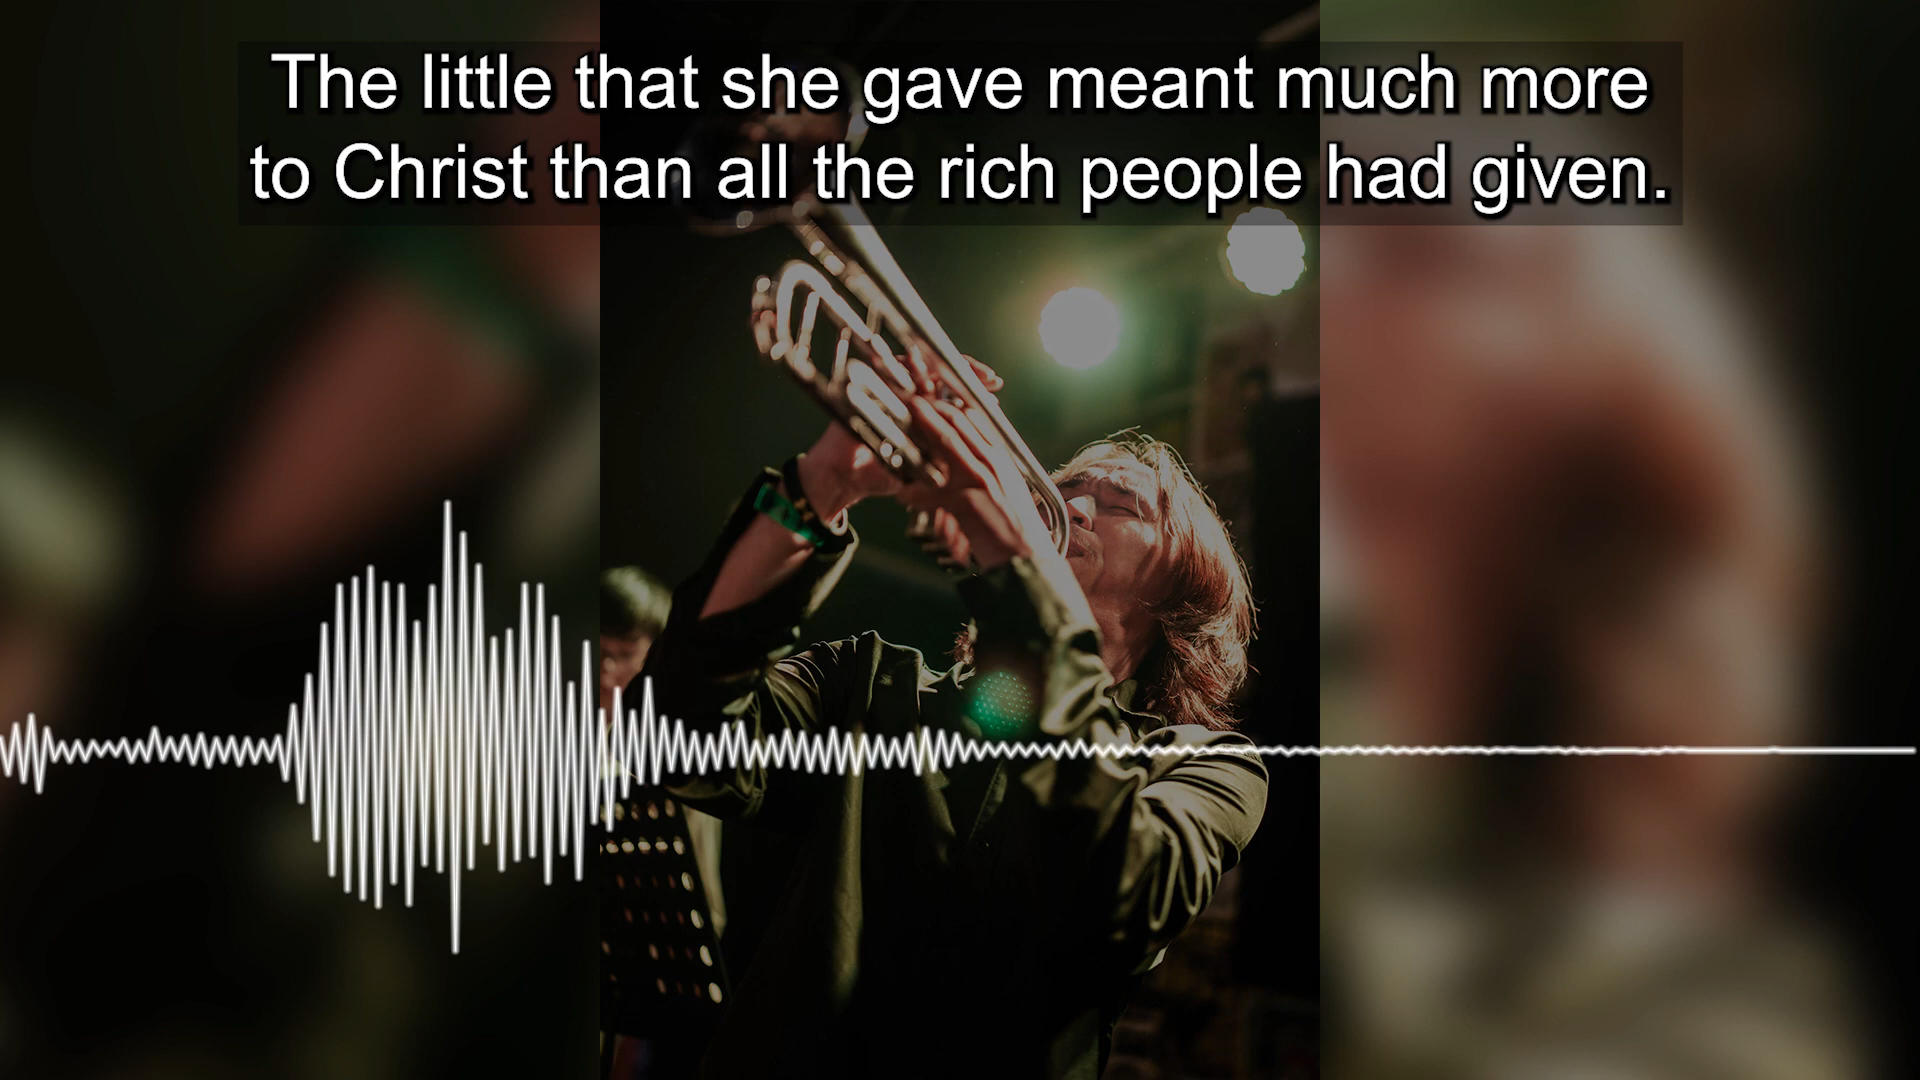 The little that she gave meant much more
to Christ than all the rich people had given.